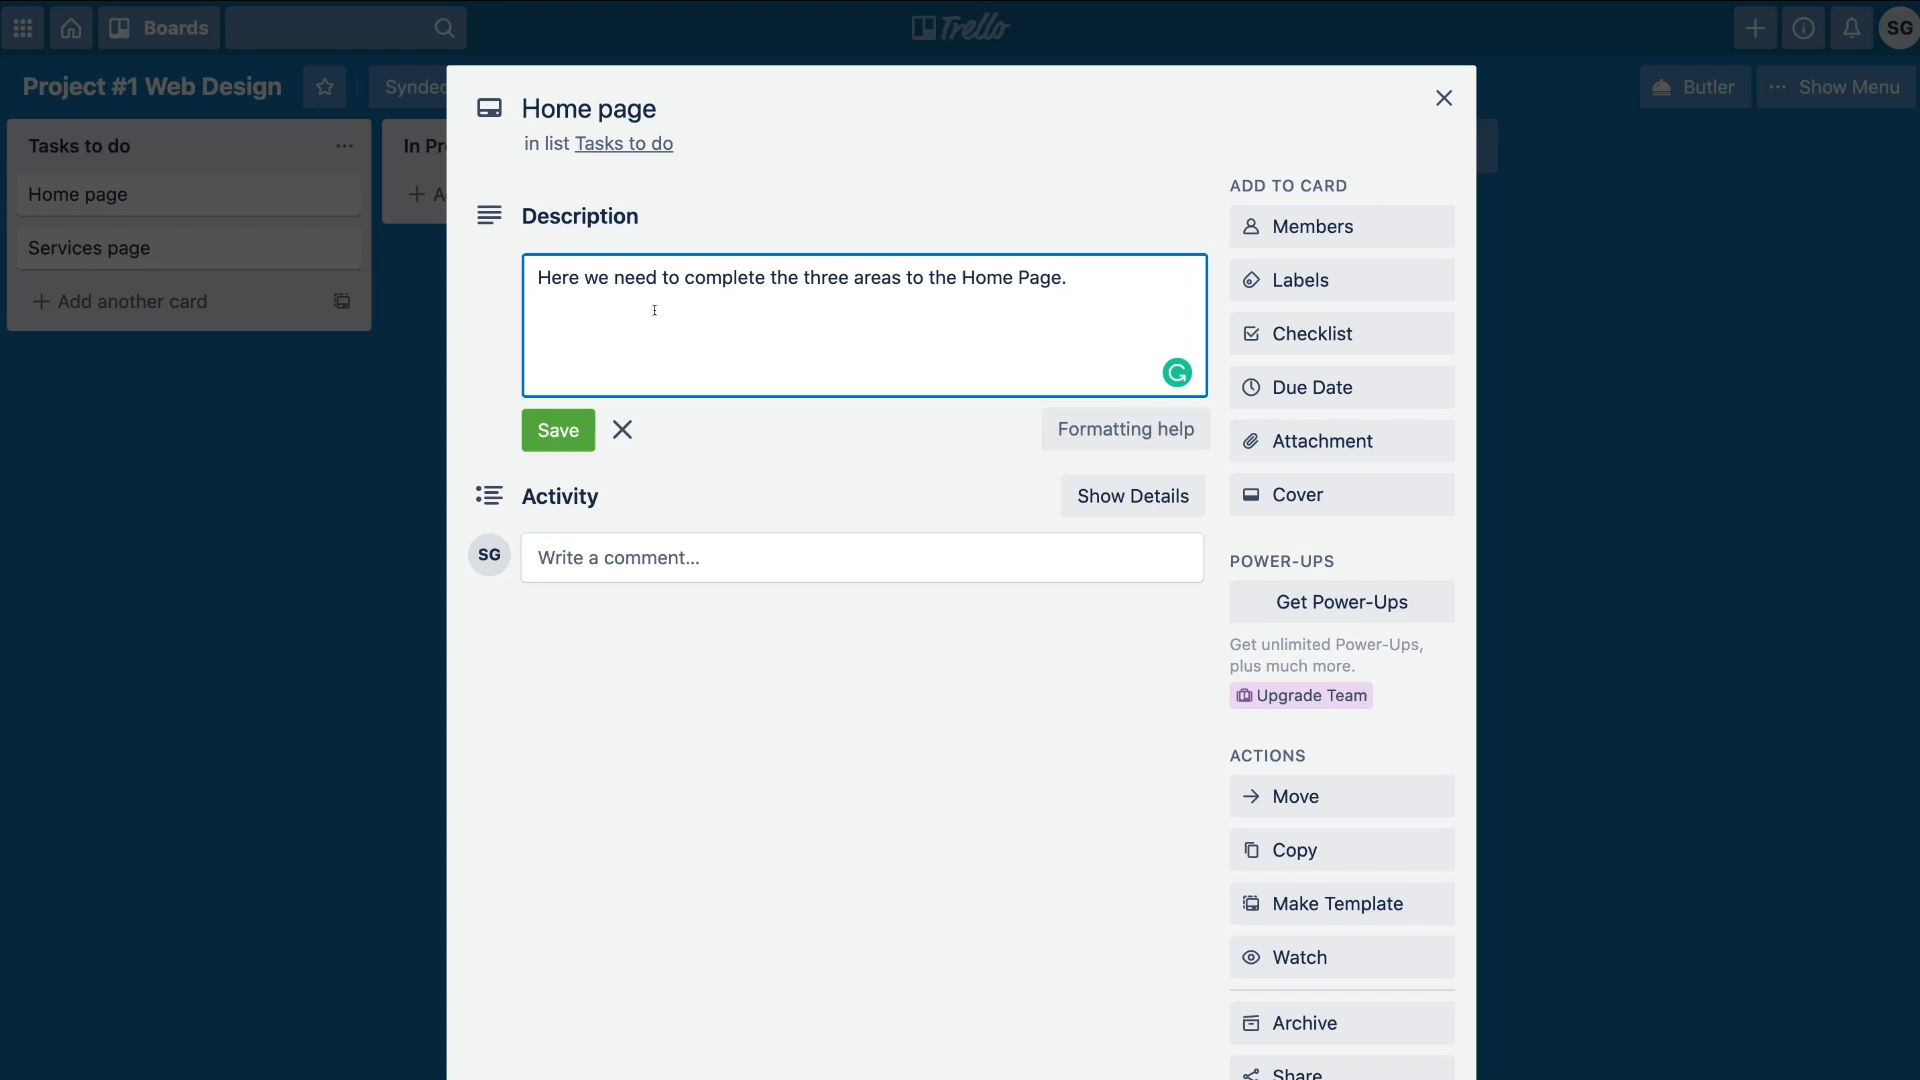 Boards
Trello
SG
Project #1 Web Design
Butler
Show Menu
Tasks to do
Home page
Services page
+ Add another card
Home page
in list Tasks to do
Description
Here we need to complete the three areas to the Home Page.
Save
Formatting help
Activity
Show Details
SG
Write a comment...
ADD TO CARD
Members
Labels
Checklist
Due Date
Attachment
Cover
POWER-UPS
Get Power-Ups
Get unlimited Power-Ups,
plus much more.
Upgrade Team
ACTIONS
Move
Copy
Make Template
Watch
Archive
Share